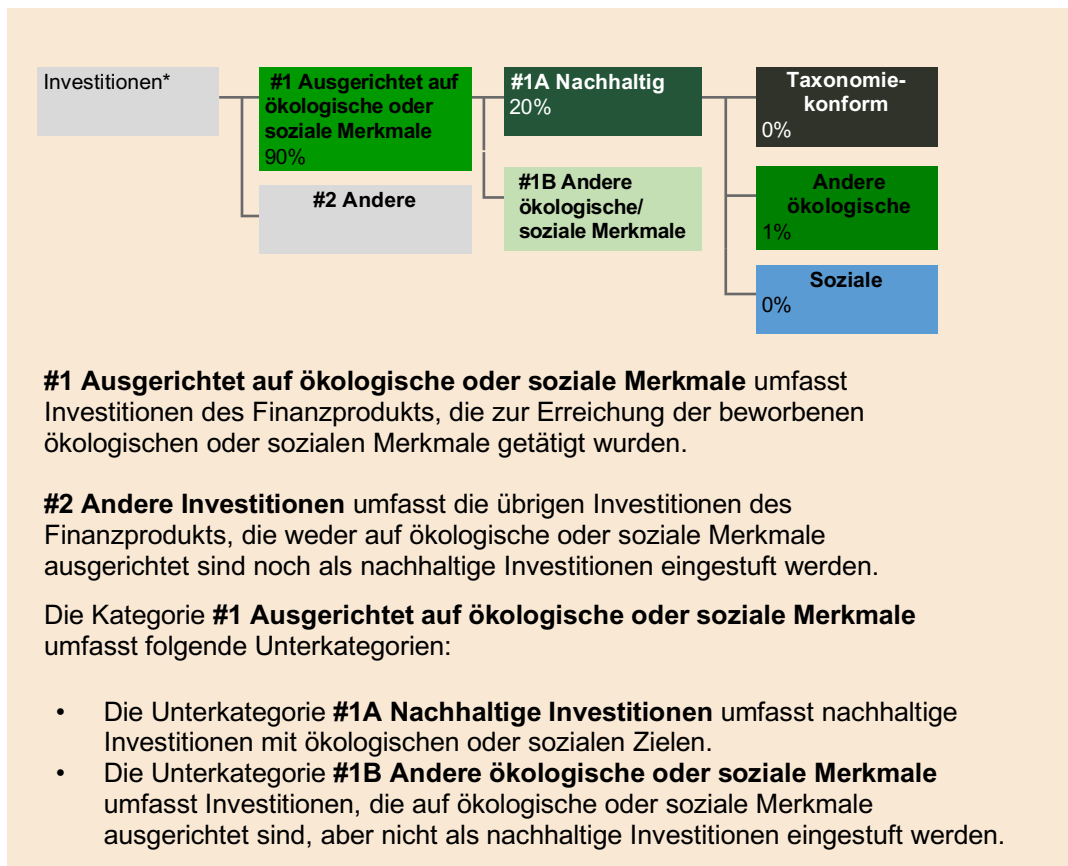 Investitionen*
#1 Ausgerichtet auf
ökologische oder
soziale Merkmale
90%
#2 Andere
#1A Nachhaltig
20%
#1B Andere
ökologische/
soziale Merkmale
Taxonomie-
konform
0%
Andere
ökologische
1%
Soziale
0%
#1 Ausgerichtet auf ökologische oder soziale Merkmale umfasst
Investitionen des Finanzprodukts, die zur Erreichung der beworbenen
ökologischen oder sozialen Merkmale getätigt wurden.
#2 Andere Investitionen umfasst die übrigen Investitionen des
Finanzprodukts, die weder auf ökologische oder soziale Merkmale
ausgerichtet sind noch als nachhaltige Investitionen eingestuft werden.
Die Kategorie #1 Ausgerichtet auf ökologische oder soziale Merkmale
umfasst folgende Unterkategorien:
• Die Unterkategorie #1A Nachhaltige Investitionen umfasst nachhaltige
Investitionen mit ökologischen oder sozialen Zielen.
• Die Unterkategorie #1B Andere ökologische oder soziale Merkmale
umfasst Investitionen, die auf ökologische oder soziale Merkmale
ausgerichtet sind, aber nicht als nachhaltige Investitionen eingestuft werden.